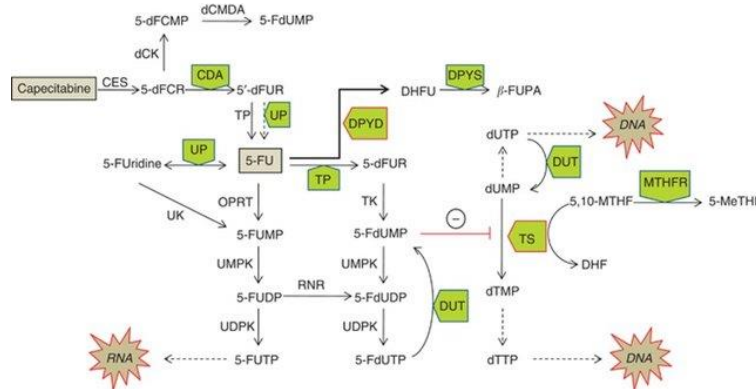 5-dFCMP dCMDA 5-FdUMP
dCK
Capecitabine CES 5-dFCR CDA 5'-dFUR DHFU DPYS β-FUPA
TP UP DPYD
dUTP DNA
5-FUridine UP 5-FU TP 5-dFUR DUT
dUMP MTHFR
UK OPRT TK 5,10-MTHF 5-MeTH
5-FUMP 5-FdUMP − TS
UMPK UMPK DHF
5-FUDP RNR 5-FdUDP DUT dTMP
UDPK UDPK
RNA 5-FUTP 5-FdUTP dTTP DNA